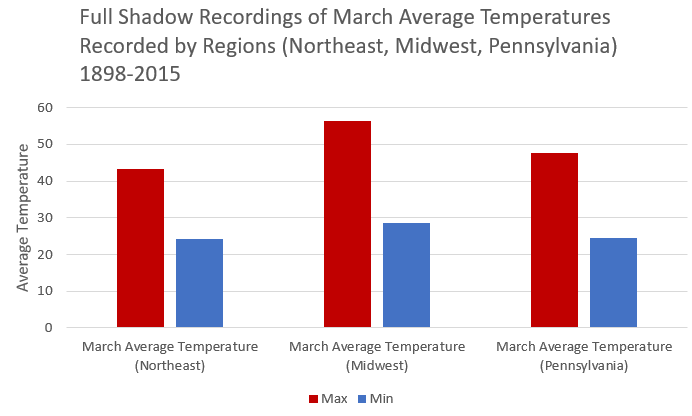 Full Shadow Recordings of March Average Temperatures
Recorded by Regions (Northeast, Midwest, Pennsylvania)
1898-2015
Average Temperature
60
50
40
30
20
10
0
March Average Temperature
(Northeast)
March Average Temperature
(Midwest)
March Average Temperature
(Pennsylvania)
Max Min